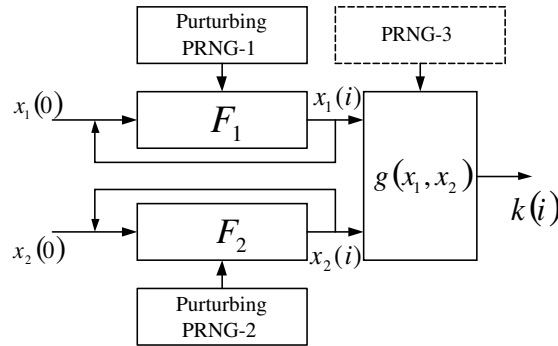 Purturbing
PRNG-1
PRNG-3
x₁(0)
F₁
x₁(i)
g(x₁, x₂)
k(i)
x₂(0)
F₂
x₂(i)
Purturbing
PRNG-2